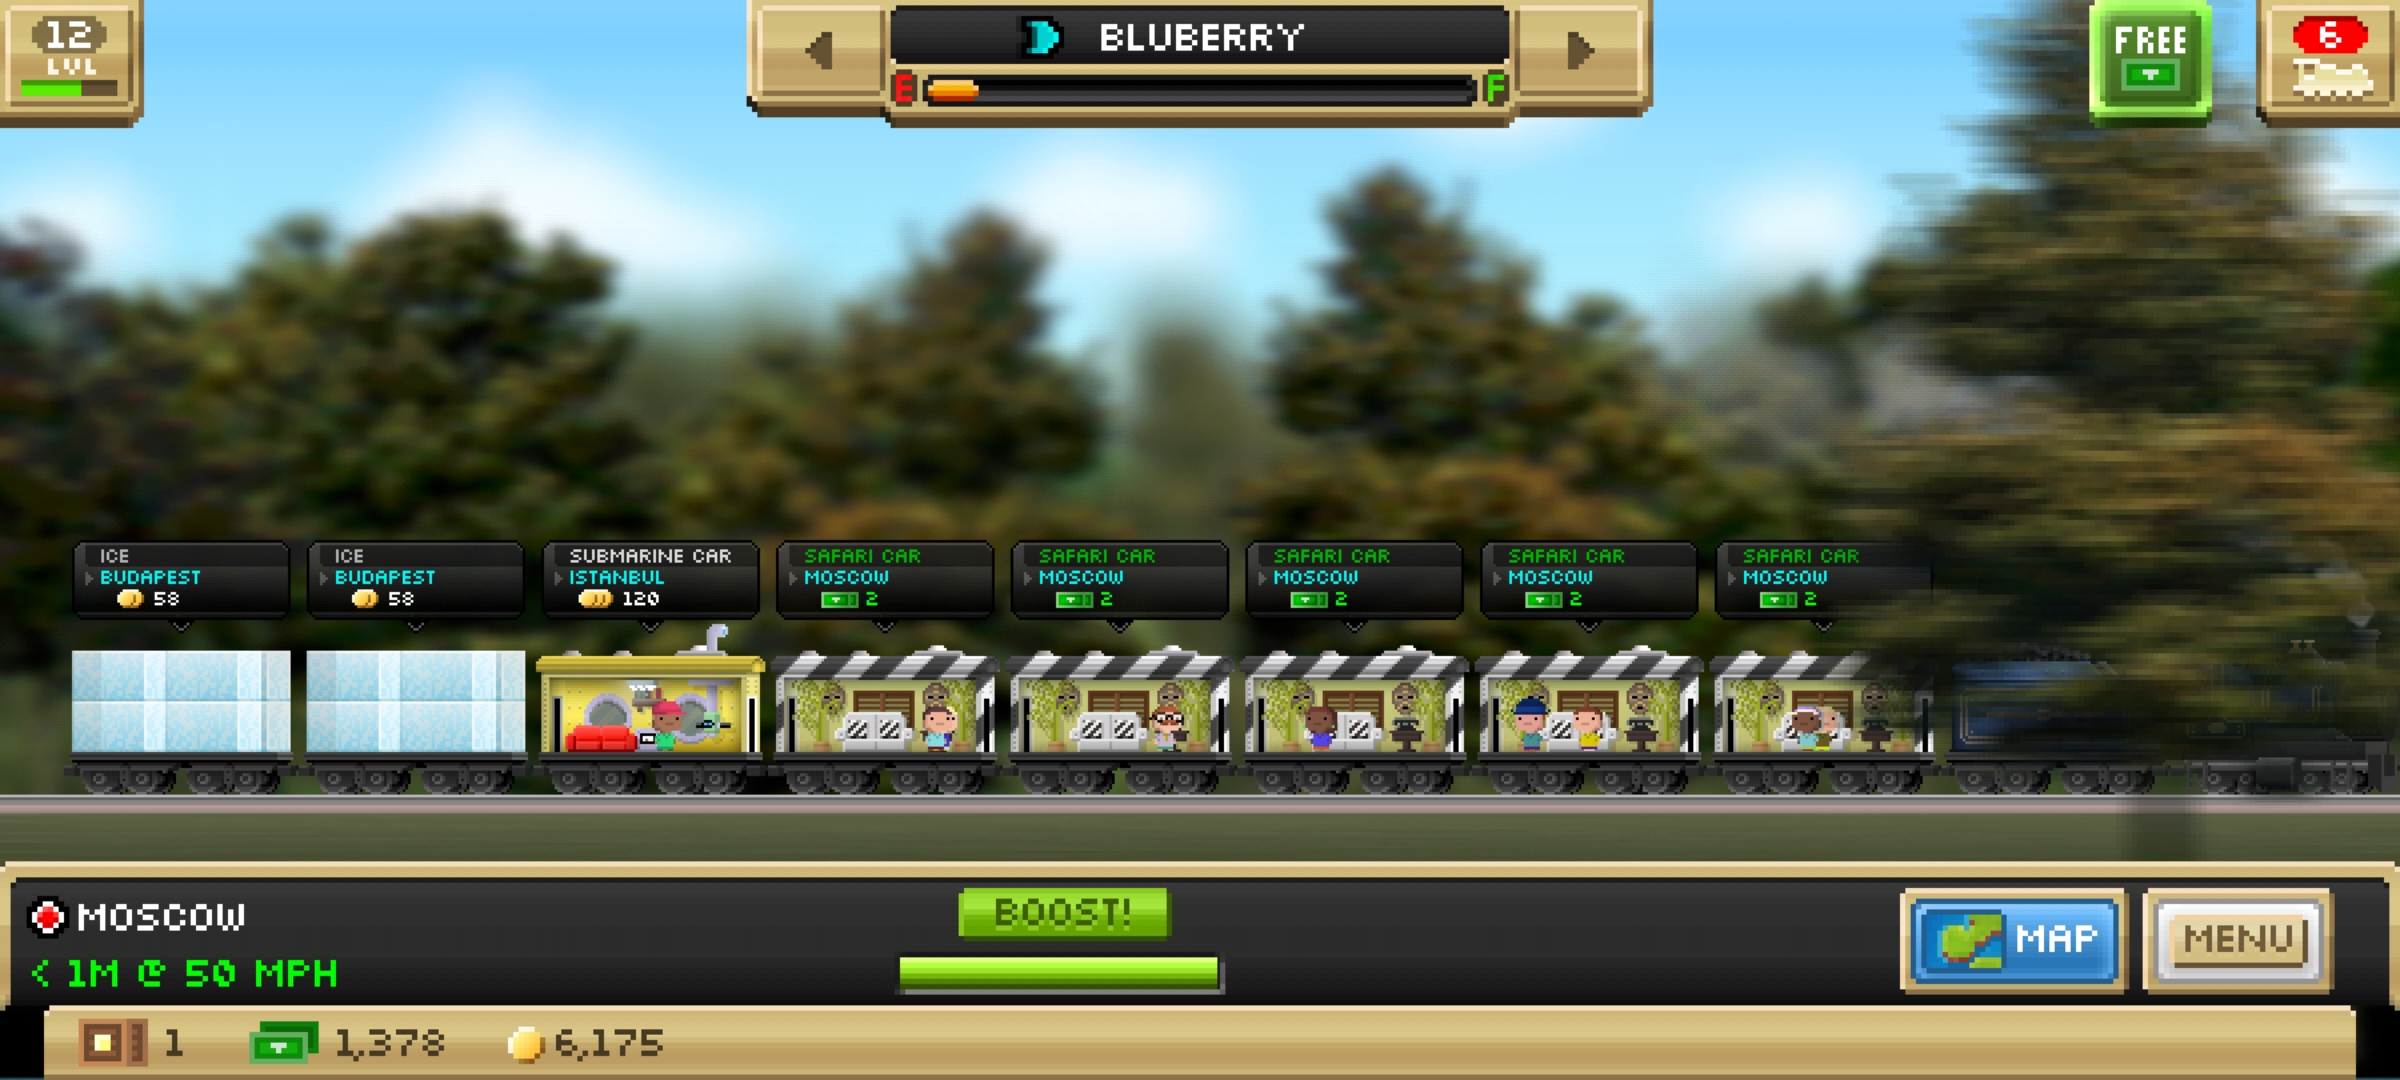 12
LVL
BLUBERRY
E F
FREE
6
ICE
BUDAPEST
58
ICE
BUDAPEST
58
SUBMARINE CAR
ISTANBUL
120
SAFARI CAR
MOSCOW
2
SAFARI CAR
MOSCOW
2
SAFARI CAR
MOSCOW
2
SAFARI CAR
MOSCOW
2
SAFARI CAR
MOSCOW
2
MOSCOW
< 1M @ 50 MPH
BOOST!
MAP
MENU
1 1,378 6,175